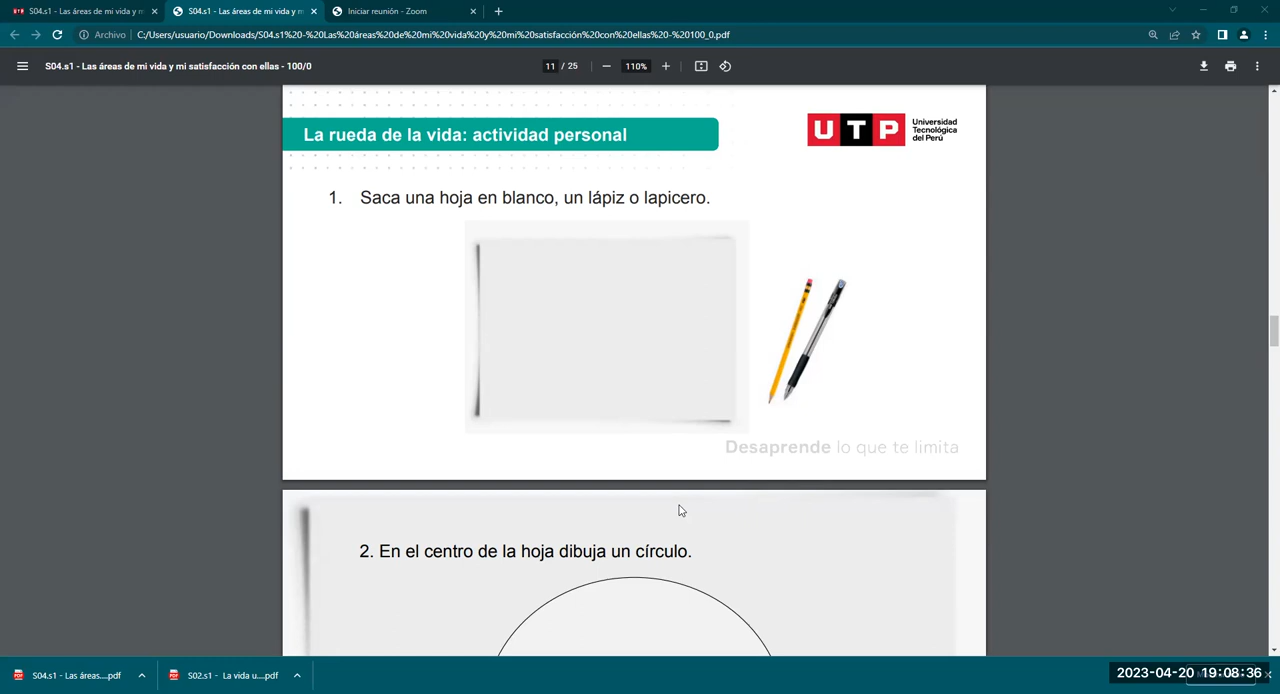 S04.s1 - Las áreas de mi vida y m
S04.s1 - Las áreas de mi vida y m
Iniciar reunión - Zoom
Archivo
C:/Users/usuario/Downloads/S04.s1%20-%20Las%20áreas%20de%20mi%20vida%20y%20mi%20satisfacción%20con%20ellas%20-%20100_0.pdf
S04.s1 - Las áreas de mi vida y mi satisfacción con ellas - 100/0
11 / 25
110%
La rueda de la vida: actividad personal
UTP
Universidad
Tecnológica
del Perú
1. Saca una hoja en blanco, un lápiz o lapicero.
Desaprende lo que te limita
2. En el centro de la hoja dibuja un círculo.
S04.s1 - Las áreas....pdf
S02.s1 - La vida u....pdf
2023-04-20 19:08:36